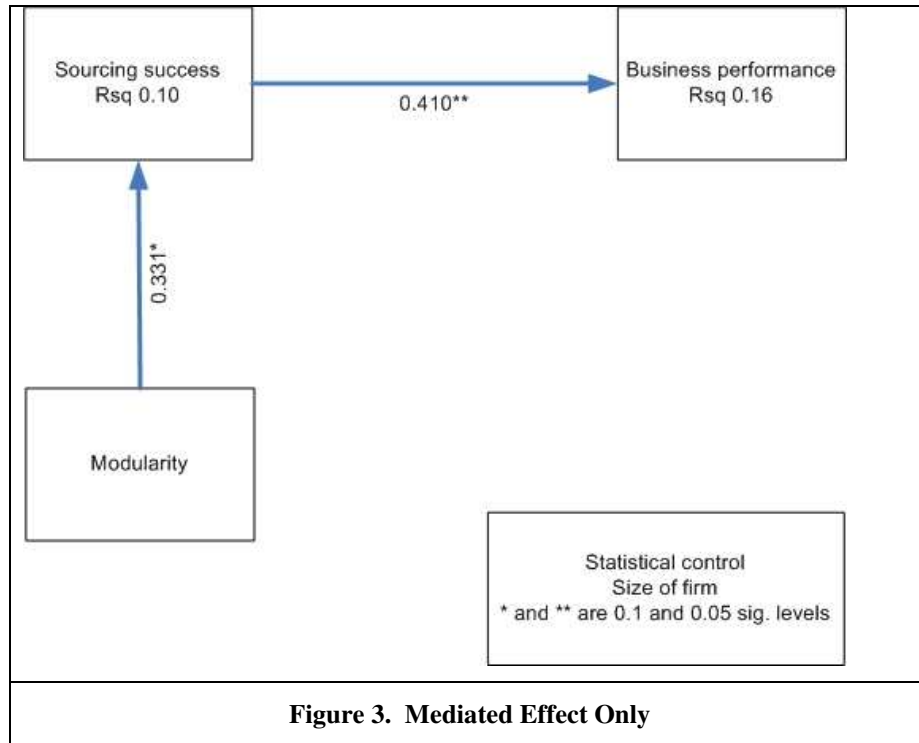 Sourcing success
Rsq 0.10
Business performance
Rsq 0.16
0.410**
0.331*
Modularity
Statistical control
Size of firm
* and ** are 0.1 and 0.05 sig. levels
Figure 3. Mediated Effect Only